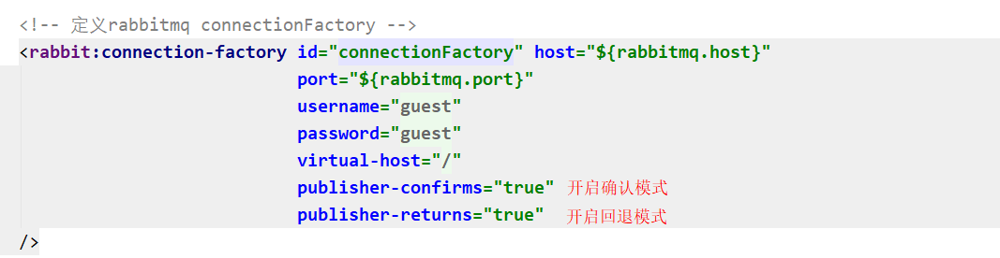 <!-- 定义rabbitmq connectionFactory -->
<rabbit:connection-factory id="connectionFactory" host="${rabbitmq.host}"
port="${rabbitmq.port}"
username="guest"
password="guest"
virtual-host="/"
publisher-confirms="true" 开启确认模式
publisher-returns="true" 开启回退模式
/>